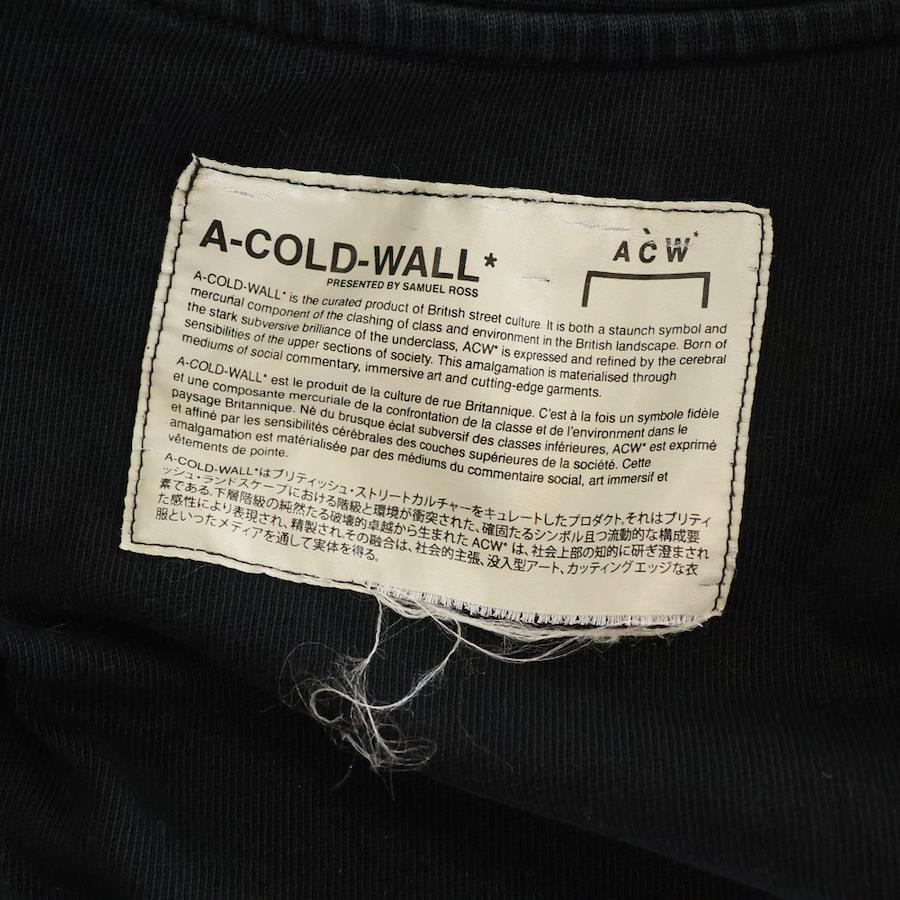 A-COLD-WALL*
PRESENTED BY SAMUEL ROSS
ÀCW*
A-COLD-WALL* is the curated product of British street culture. It is both a staunch symbol and
mercurial component of the clashing of class and environment in the British landscape. Born of
the stark subversive brilliance of the underclass, ACW* is expressed and refined by the cerebral
sensibilities of the upper sections of society. This amalgamation is materialised through
mediums of social commentary, immersive art and cutting-edge garments.
A-COLD-WALL* est le produit de la culture de rue Britannique. C'est à la fois un symbole fidèle
et une composante mercuriale de la confrontation de la classe et de l'environment dans le
paysage Britannique. Né du brusque éclat subversif des classes inférieures, ACW* est exprimé
et affiné par les sensibilités cérébrales des couches supérieures de la société. Cette
amalgamation est matérialisée par des médiums du commentaire social, art immersif et
vêtements de pointe.
A-COLD-WALL*はブリティッシュ・ストリートカルチャーをキュレートしたプロダクト。それはブリティ
ッシュ・ランドスケープにおける階級と環境が衝突された、確固たるシンボル且つ流動的な構成要
素である。下層階級の純然たる破壊的卓越から生まれた ACW* は、社会上部の知的に研ぎ澄まされ
た感性により表現され、精製され、その融合は、社会的主張、没入型アート、カッティングエッジな衣
服といったメディアを通して実体を得る。